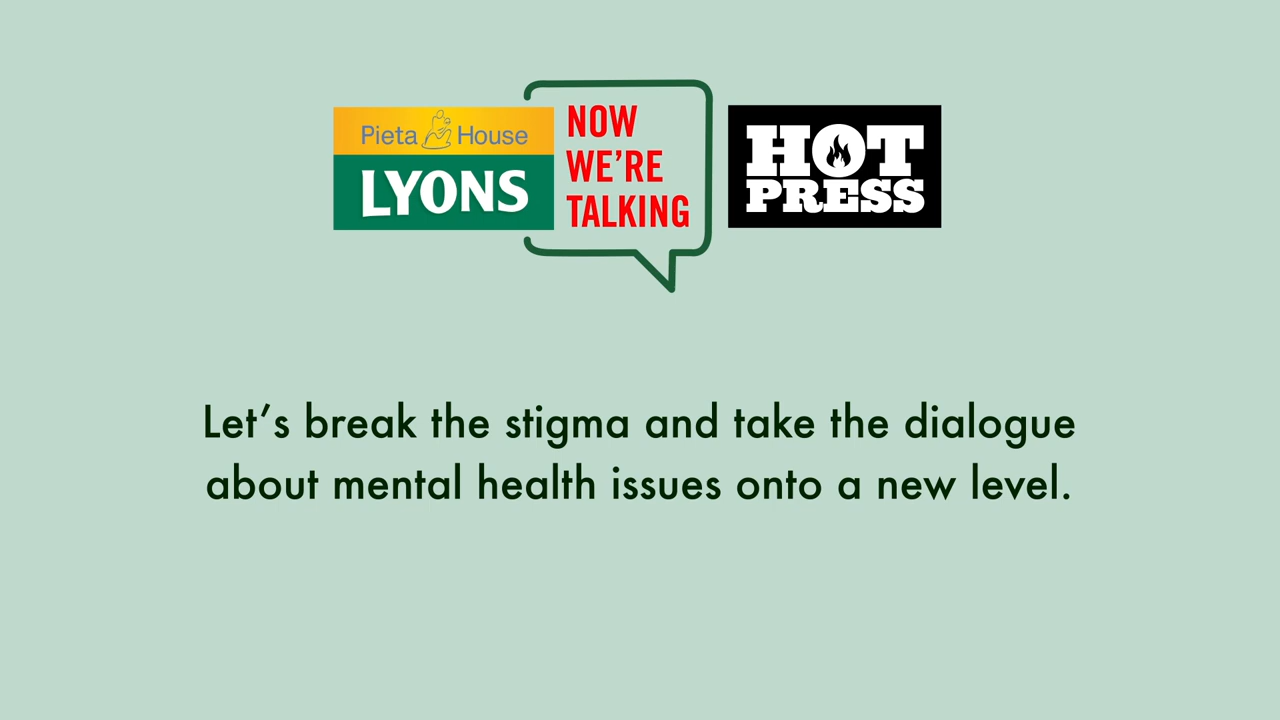 Pieta House
LYONS
NOW
WE'RE
TALKING
HOT
PRESS
Let's break the stigma and take the dialogue
about mental health issues onto a new level.